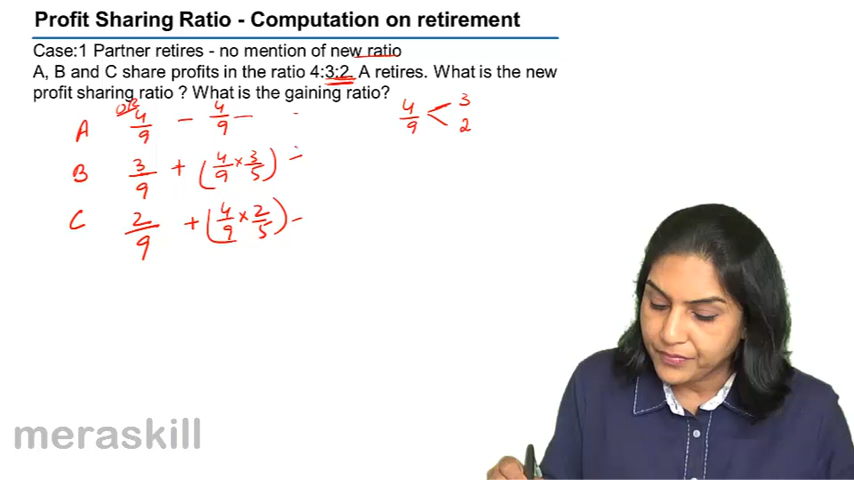 Profit Sharing Ratio - Computation on retirement
Case:1 Partner retires - no mention of new ratio
A, B and C share profits in the ratio 4:3:2. A retires. What is the new
profit sharing ratio ? What is the gaining ratio?
A 4/9 - 4/9 -
4/9 < 3
2
B 3/9 + (4/9 × 3/5) =
C 2/9 + (4/9 × 2/5) -
meraskill